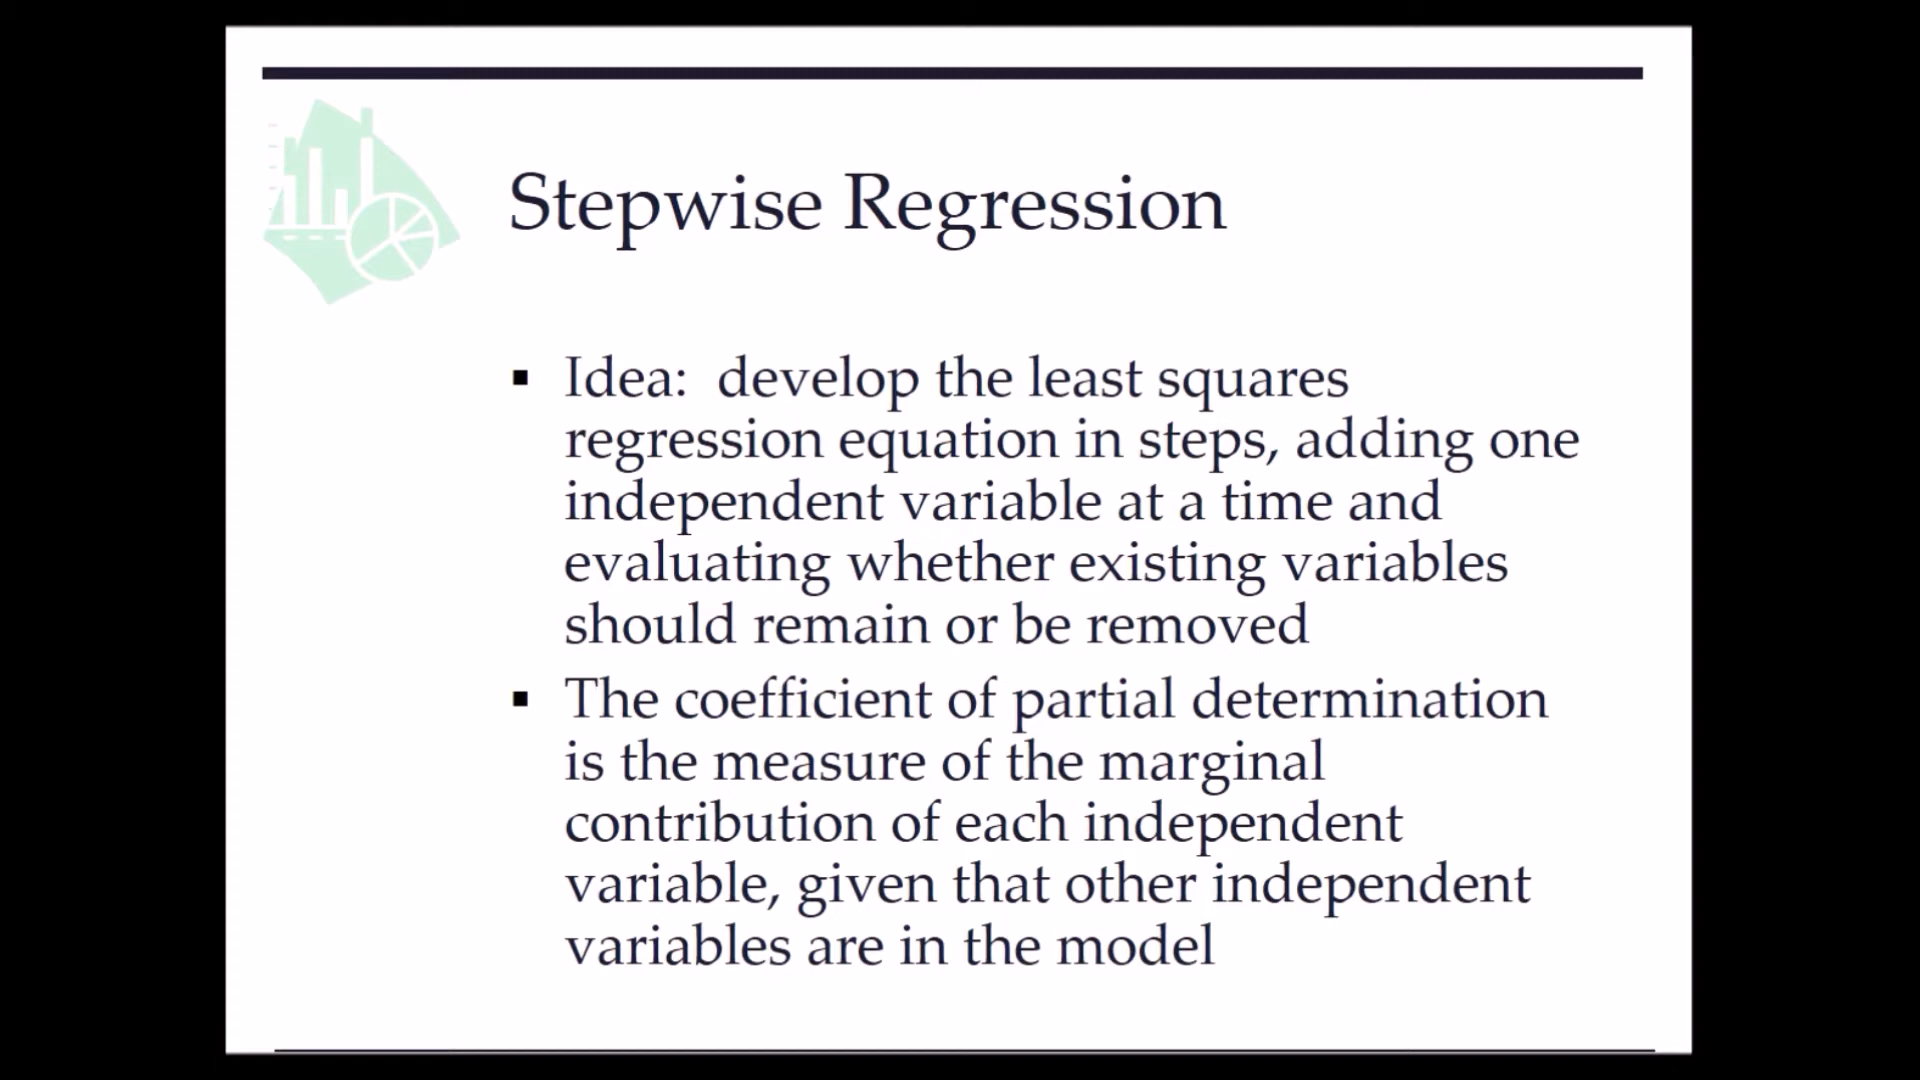 Stepwise Regression
▪ Idea:  develop the least squares
regression equation in steps, adding one
independent variable at a time and
evaluating whether existing variables
should remain or be removed
▪ The coefficient of partial determination
is the measure of the marginal
contribution of each independent
variable, given that other independent
variables are in the model